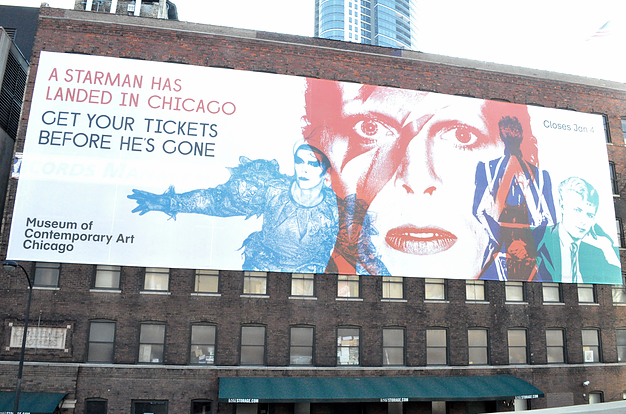 A STARMAN HAS
LANDED IN CHICAGO
GET YOUR TICKETS
BEFORE HE'S GONE
Closes Jan 4
Museum of
Contemporary Art
Chicago